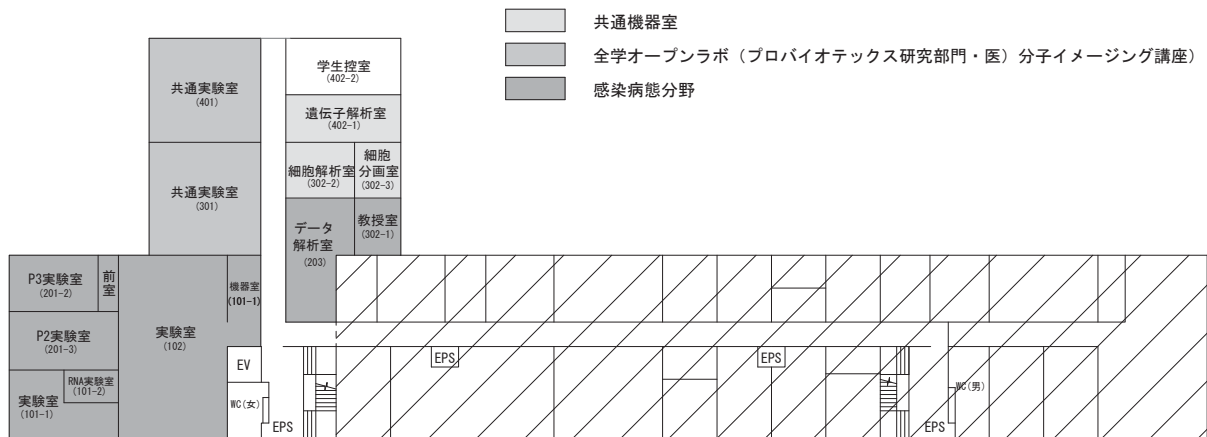 共通機器室
全学オープンラボ（プロバイオテックス研究部門・医）分子イメージング講座）
感染病態分野
共通実験室
(401)
学生控室
(402-2)
遺伝子解析室
(402-1)
共通実験室
(301)
細胞解析室
(302-2)
細胞
分画室
(302-3)
データ
解析室
(203)
教授室
(302-1)
P3実験室
(201-2)
前
室
機器室
(101-1)
P2実験室
(201-3)
実験室
(102)
RNA実験室
(101-2)
実験室
(101-1)
EV
WC(女)
EPS
EPS
EPS
WC(男)
EPS